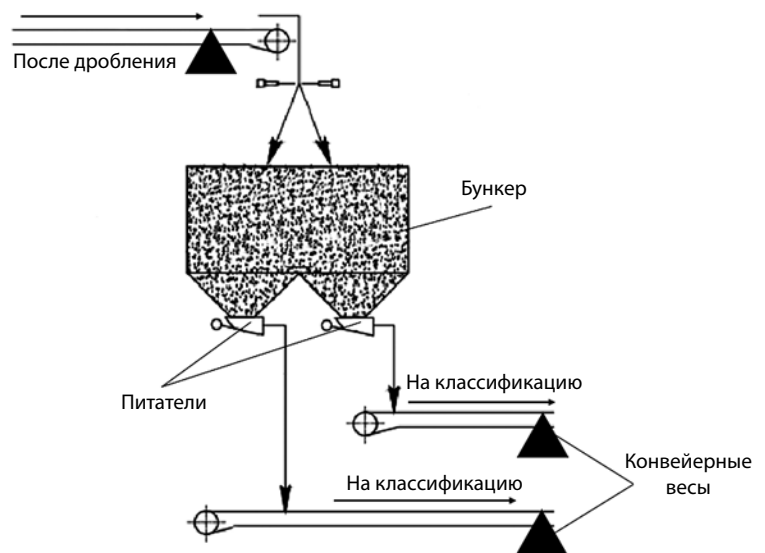 После дробления
Бункер
Питатели
На классификацию
На классификацию
Конвейерные
весы